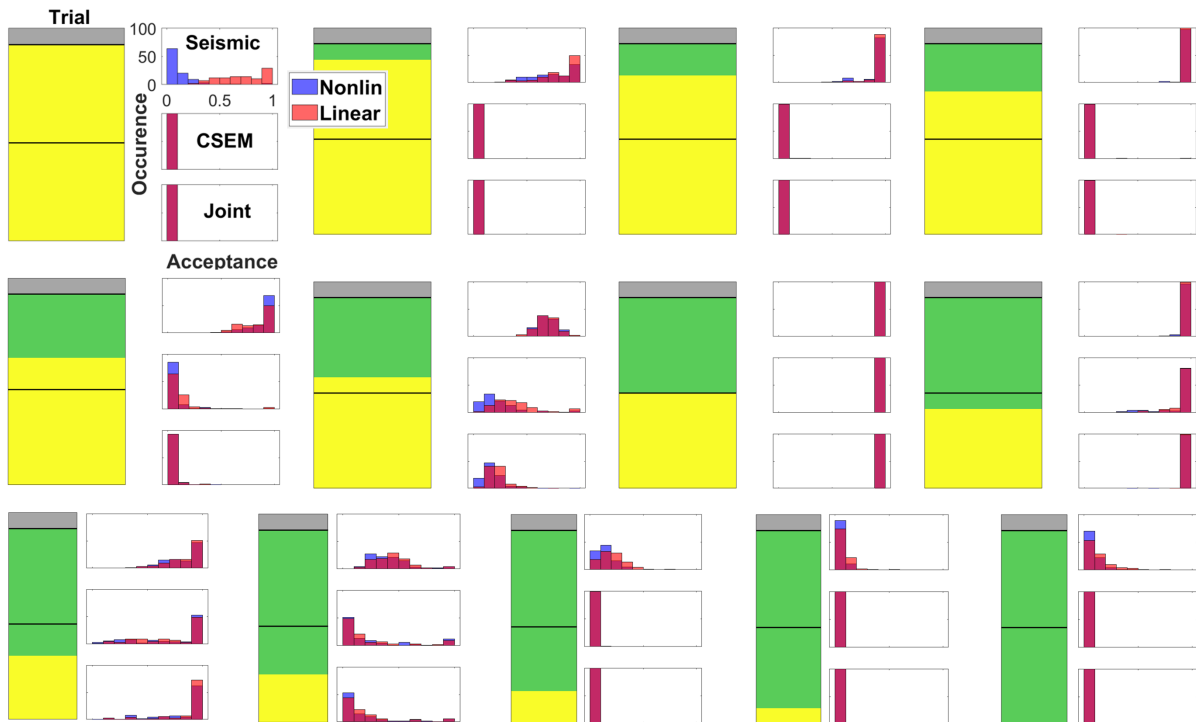 Trial
100
Seismic
50
0
0
0.5
1
Nonlin
Linear
Occurence
CSEM
Joint
Acceptance